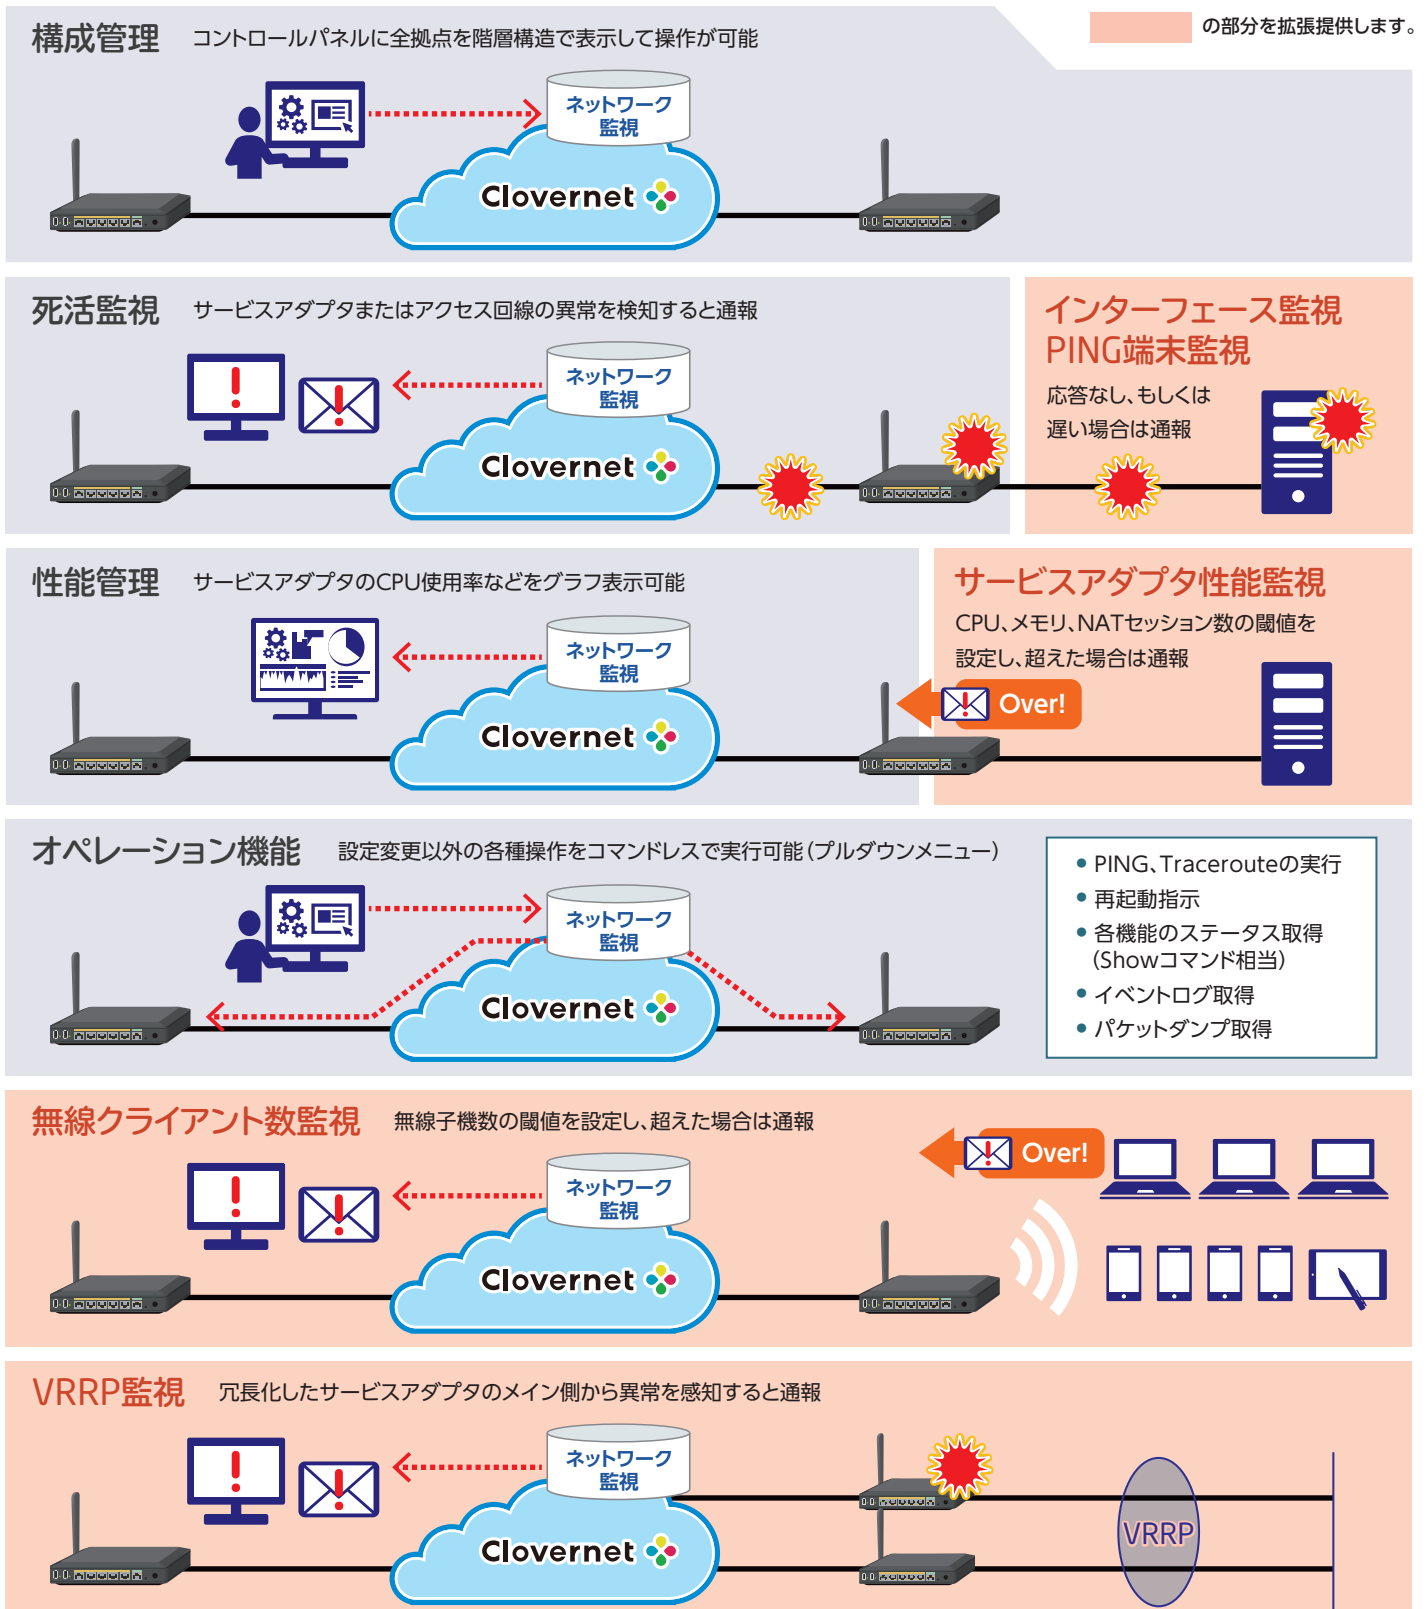 構成管理 コントロールパネルに全拠点を階層構造で表示して操作が可能
の部分を拡張提供します。
ネットワーク
監視
Clovernet
死活監視 サービスアダプタまたはアクセス回線の異常を検知すると通報
ネットワーク
監視
Clovernet
インターフェース監視
PING端末監視
応答なし、もしくは
遅い場合は通報
性能管理 サービスアダプタのCPU使用率などをグラフ表示可能
ネットワーク
監視
Clovernet
サービスアダプタ性能監視
CPU、メモリ、NATセッション数の閾値を
設定し、超えた場合は通報
Over!
オペレーション機能 設定変更以外の各種操作をコマンドレスで実行可能（プルダウンメニュー）
ネットワーク
監視
Clovernet
• PING、Tracerouteの実行
• 再起動指示
• 各機能のステータス取得
（Showコマンド相当）
• イベントログ取得
• パケットダンプ取得
無線クライアント数監視 無線子機数の閾値を設定し、超えた場合は通報
ネットワーク
監視
Clovernet
Over!
VRRP監視 冗長化したサービスアダプタのメイン側から異常を感知すると通報
ネットワーク
監視
Clovernet
VRRP